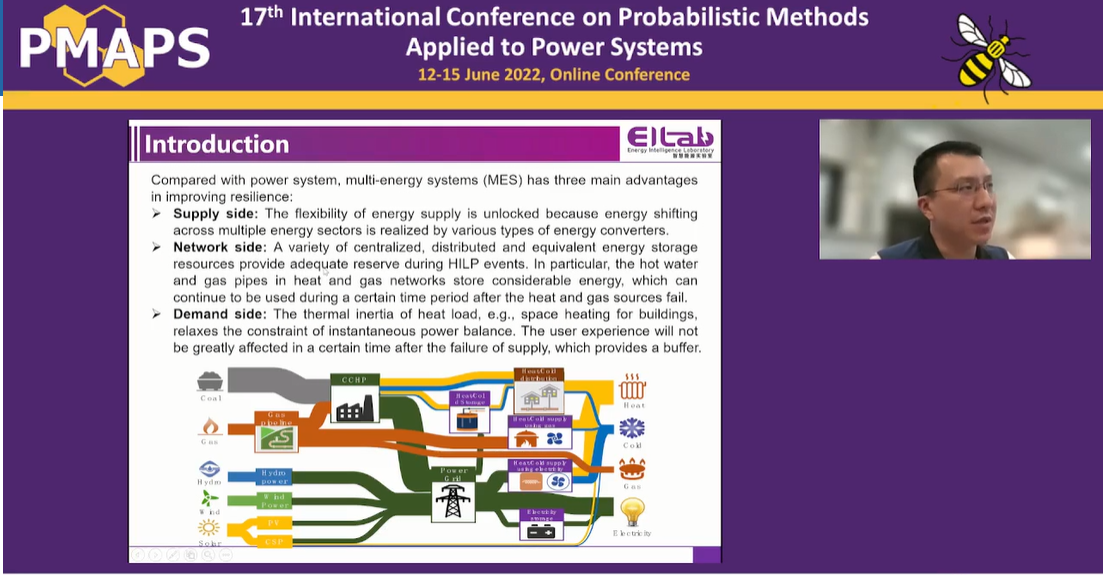 PMAPS
17th International Conference on Probabilistic Methods
Applied to Power Systems
12-15 June 2022, Online Conference
Introduction
EILab
Energy Intelligence Laboratory
智慧能源实验室
Compared with power system, multi-energy systems (MES) has three main advantages
in improving resilience:
➤ Supply side: The flexibility of energy supply is unlocked because energy shifting
across multiple energy sectors is realized by various types of energy converters.
➤ Network side: A variety of centralized, distributed and equivalent energy storage
resources provide adequate reserve during HILP events. In particular, the hot water
and gas pipes in heat and gas networks store considerable energy, which can
continue to be used during a certain time period after the heat and gas sources fail.
➤ Demand side: The thermal inertia of heat load, e.g., space heating for buildings,
relaxes the constraint of instantaneous power balance. The user experience will not
be greatly affected in a certain time after the failure of supply, which provides a buffer.
Coal
CCHP
Heat/Col
d Storage
Heat/Cold
distribution
Heat
Gas
Gas
pipeline
Heat/Cold supply
using gas
Cold
Hydro
Hydro
power
Power
Grid
Heat/Cold supply
using electricity
Gas
Wind
Wind
Power
Solar
PV
CSP
Electricity
storage
Electricity